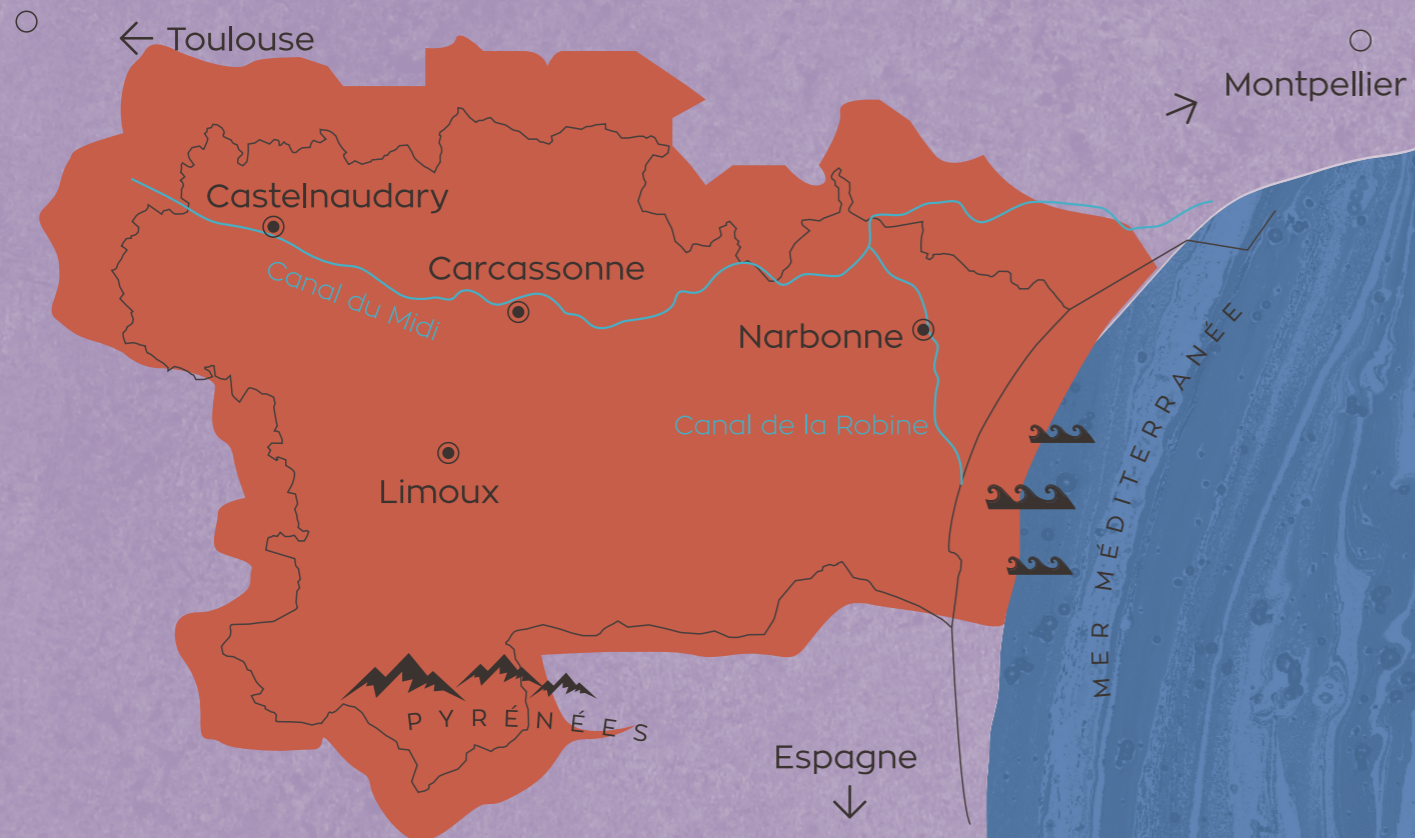 Toulouse
Montpellier
Castelnaudary
Carcassonne
Canal du Midi
Narbonne
MER MÉDITERRANÉE
Canal de la Robine
Limoux
PYRÉNÉES
Espagne